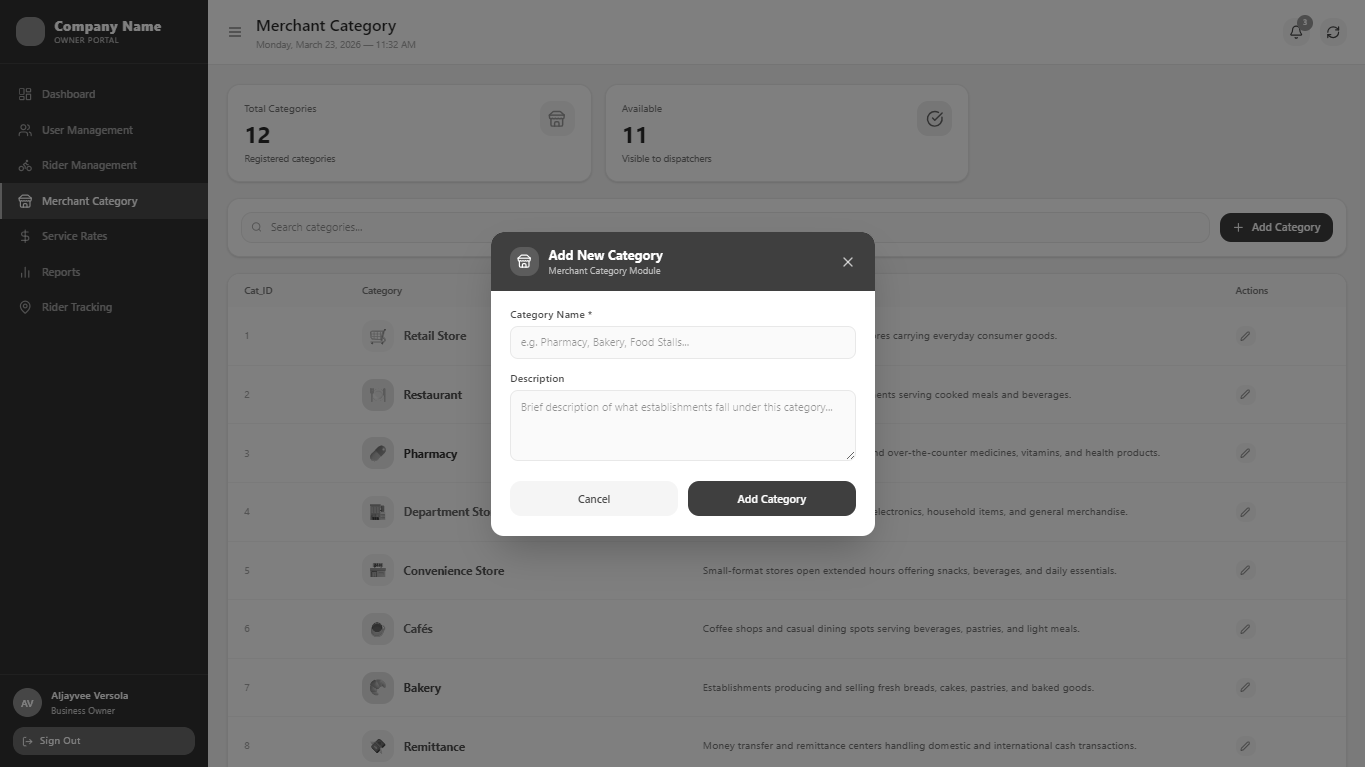 Company Name
OWNER PORTAL
Dashboard
User Management
Rider Management
Merchant Category
Service Rates
Reports
Rider Tracking
AV
Aljayvee Versola
Business Owner
Sign Out
Merchant Category
Monday, March 23, 2026 — 11:32 AM
3
Total Categories
12
Registered categories
Available
11
Visible to dispatchers
Search categories...
Add Category
Cat_ID
Category
Actions
1
Retail Store
res carrying everyday consumer goods.
2
Restaurant
ents serving cooked meals and beverages.
3
Pharmacy
nd over-the-counter medicines, vitamins, and health products.
4
Department Sto
electronics, household items, and general merchandise.
5
Convenience Store
Small-format stores open extended hours offering snacks, beverages, and daily essentials.
6
Cafés
Coffee shops and casual dining spots serving beverages, pastries, and light meals.
7
Bakery
Establishments producing and selling fresh breads, cakes, pastries, and baked goods.
8
Remittance
Money transfer and remittance centers handling domestic and international cash transactions.
Add New Category
Merchant Category Module
Category Name *
e.g. Pharmacy, Bakery, Food Stalls...
Description
Brief description of what establishments fall under this category...
Cancel
Add Category